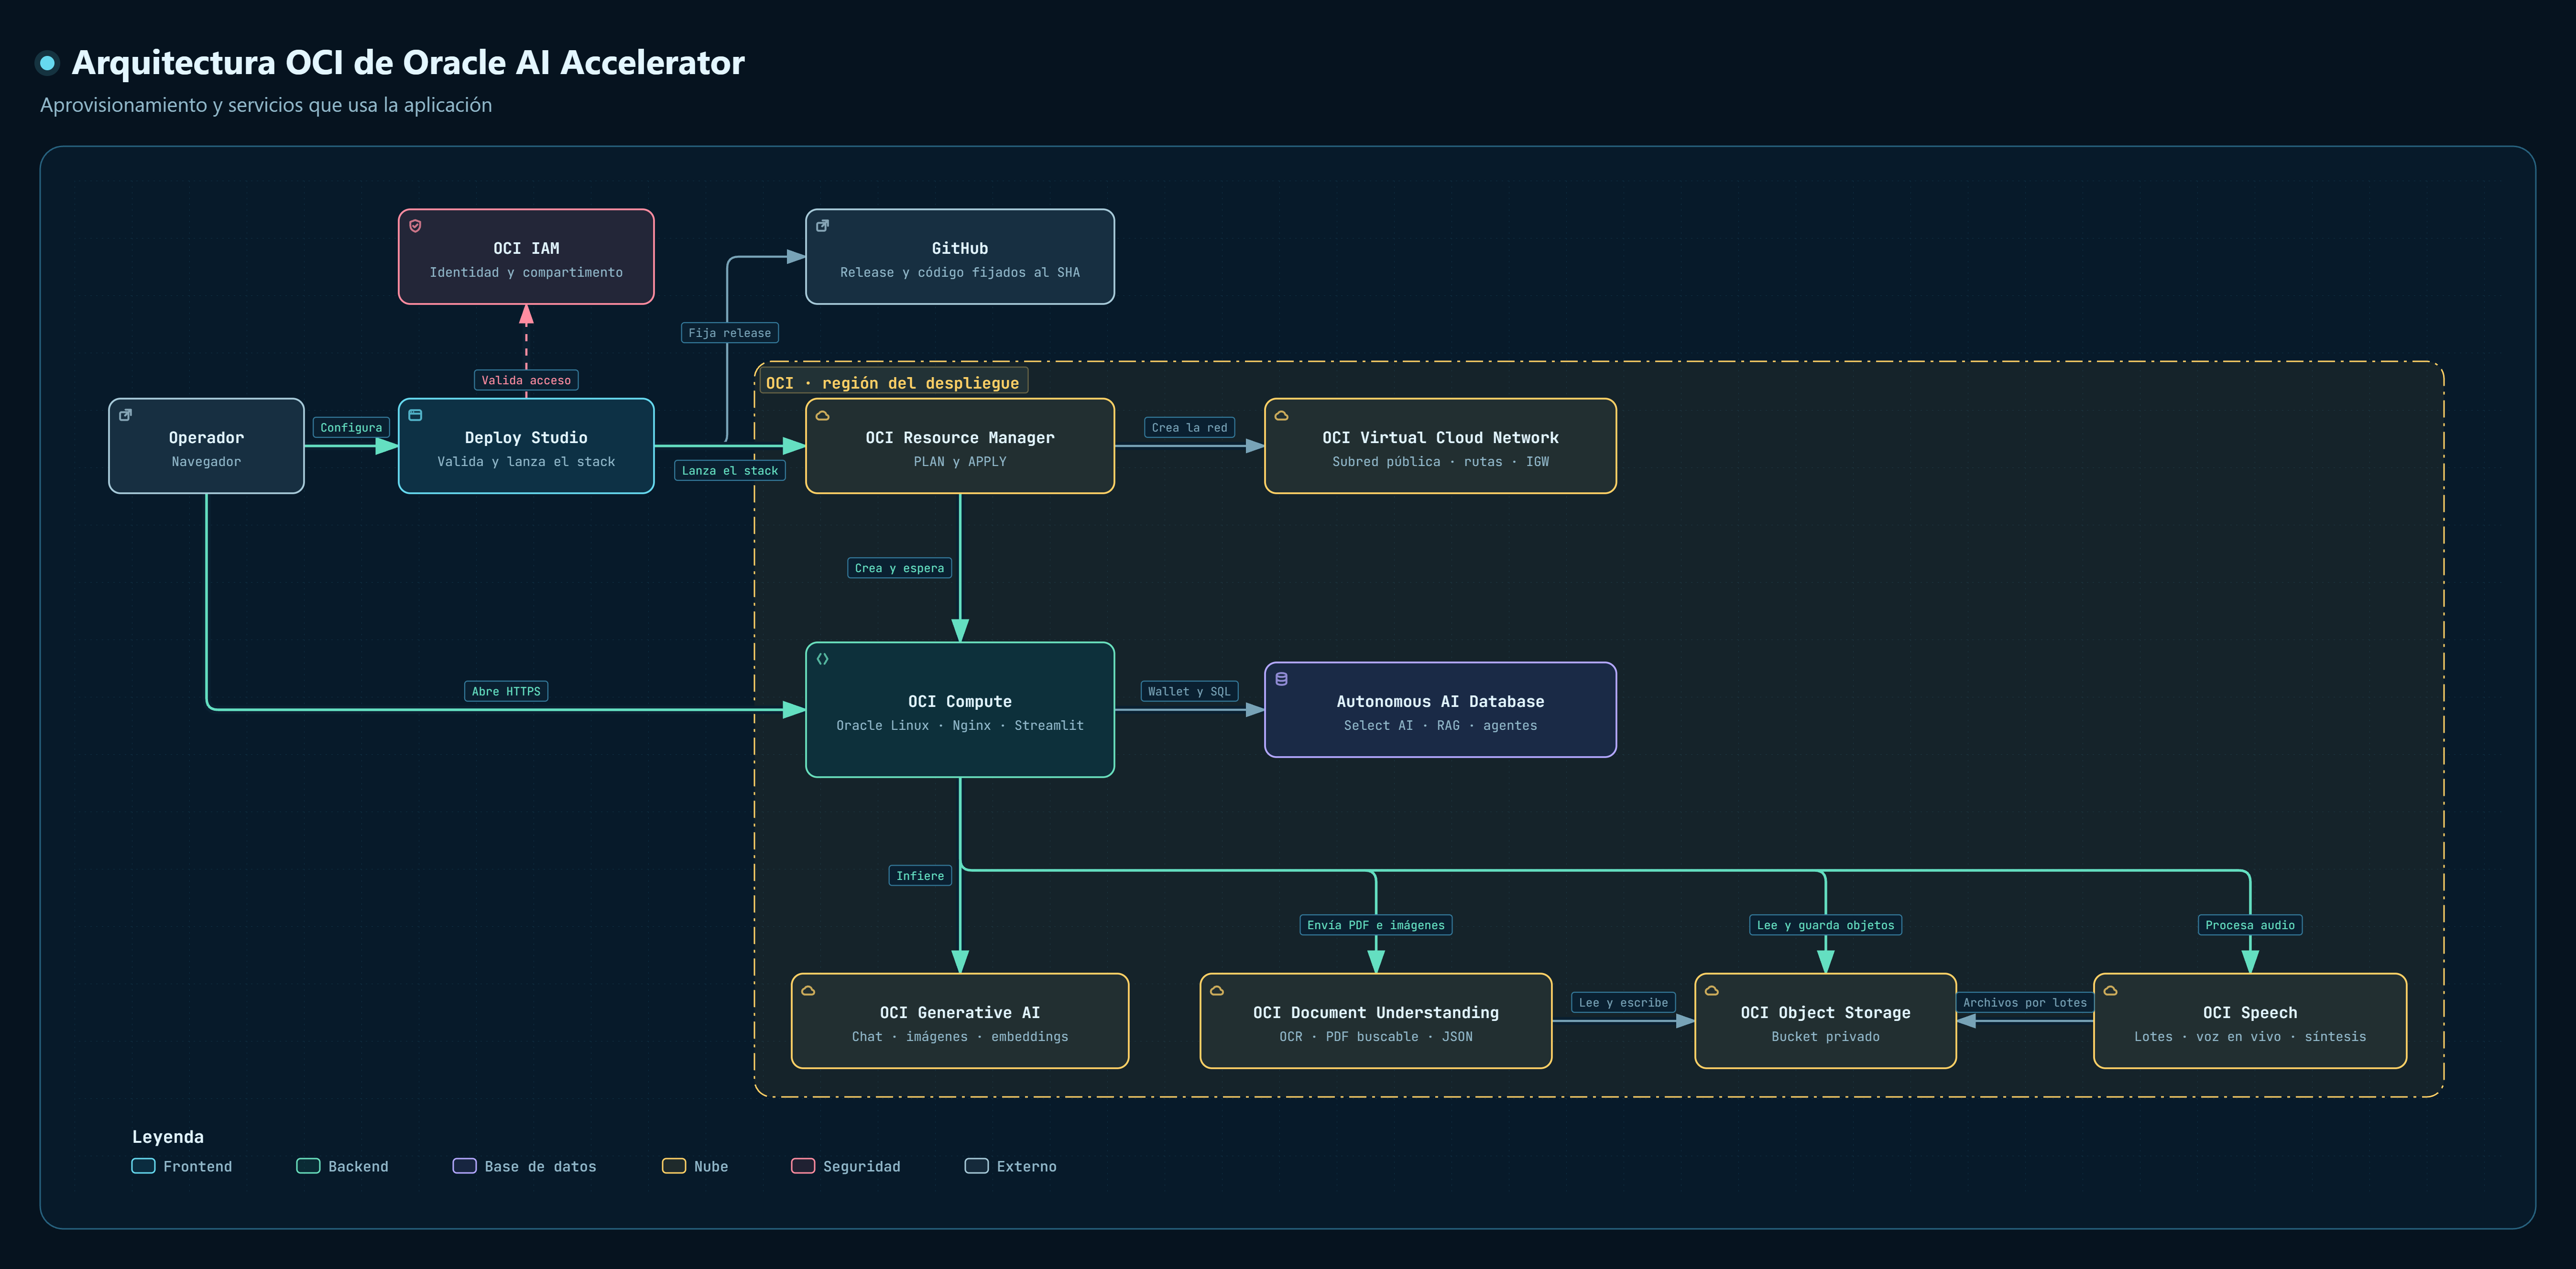 Arquitectura OCI de Oracle AI Accelerator
Aprovisionamiento y servicios que usa la aplicación
OCI IAM
Identidad y compartimento
GitHub
Release y código fijados al SHA
Fija release
Valida acceso
OCI · región del despliegue
Operador
Navegador
Configura
Deploy Studio
Valida y lanza el stack
Lanza el stack
OCI Resource Manager
PLAN y APPLY
Crea la red
OCI Virtual Cloud Network
Subred pública · rutas · IGW
Crea y espera
Abre HTTPS
OCI Compute
Oracle Linux · Nginx · Streamlit
Wallet y SQL
Autonomous AI Database
Select AI · RAG · agentes
Infiere
Envía PDF e imágenes
Lee y guarda objetos
Procesa audio
OCI Generative AI
Chat · imágenes · embeddings
OCI Document Understanding
OCR · PDF buscable · JSON
Lee y escribe
OCI Object Storage
Bucket privado
Archivos por lotes
OCI Speech
Lotes · voz en vivo · síntesis
Leyenda
Frontend
Backend
Base de datos
Nube
Seguridad
Externo